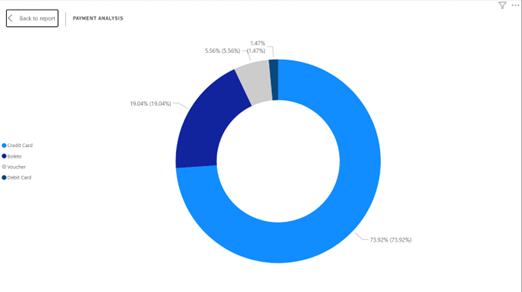 Back to report
PAYMENT ANALYSIS
1.47%
(1.47%)
5.56% (5.56%)
19.04% (19.04%)
Credit Card
Boleto
Voucher
Debit Card
73.92% (73.92%)